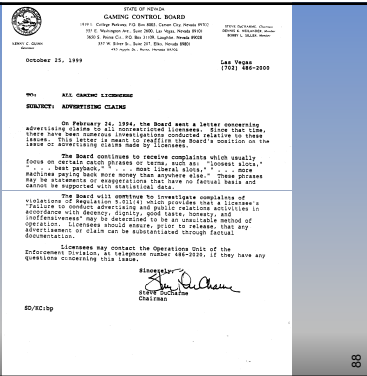 STATE OF NEVADA
GAMING CONTROL BOARD
1919 E. College Parkway, P.O. Box 8003, Carson City, Nevada 89702
555 E. Washington Ave., Suite 2600, Las Vegas, Nevada 89101
3650 S. Pointe Cir., P.O. Box 31109, Laughlin, Nevada 89028
557 W. Silver St., Suite 207, Elko, Nevada 89801
Reno, Nevada
KENNY C. GUINN
Governor
STEVE DUCHARME, Chairman
DENNIS K. NEILANDER, Member
BOBBY L. SILLER, Member
October 25, 1999
Las Vegas
(702) 486-2000
TO: ALL GAMING LICENSEES
SUBJECT: ADVERTISING CLAIMS
On February 24, 1994, the Board sent a letter concerning
advertising claims to all nonrestricted licensees. Since that time,
there have been numerous investigations conducted relative to these
issues. This letter is meant to reaffirm the Board's position on the
issue of advertising claims made by licensees.
The Board continues to receive complaints which usually
focus on certain catch phrases or terms, such as: "loosest slots,"
". . . best payback," ". . . most liberal slots," ". . . more
machines paying back more money than anywhere else." These phrases
may be statements or exaggerations that have no factual basis and
cannot be supported with statistical data.
The Board will continue to investigate complaints of
violations of Regulation 5.011(4) which provides that a licensee's
"Failure to conduct advertising and public relations activities in
accordance with decency, dignity, good taste, honesty, and
inoffensiveness" may be determined to be an unsuitable method of
operation. Licensees should ensure, prior to release, that any
advertisement or claim can be substantiated through factual
documentation.
Licensees may contact the Operations Unit of the
Enforcement Division, at telephone number 486-2020, if they have any
questions concerning this issue.
Sincerely,
Steve DuCharme
Steve DuCharme
Chairman
SD/KC:bp
88